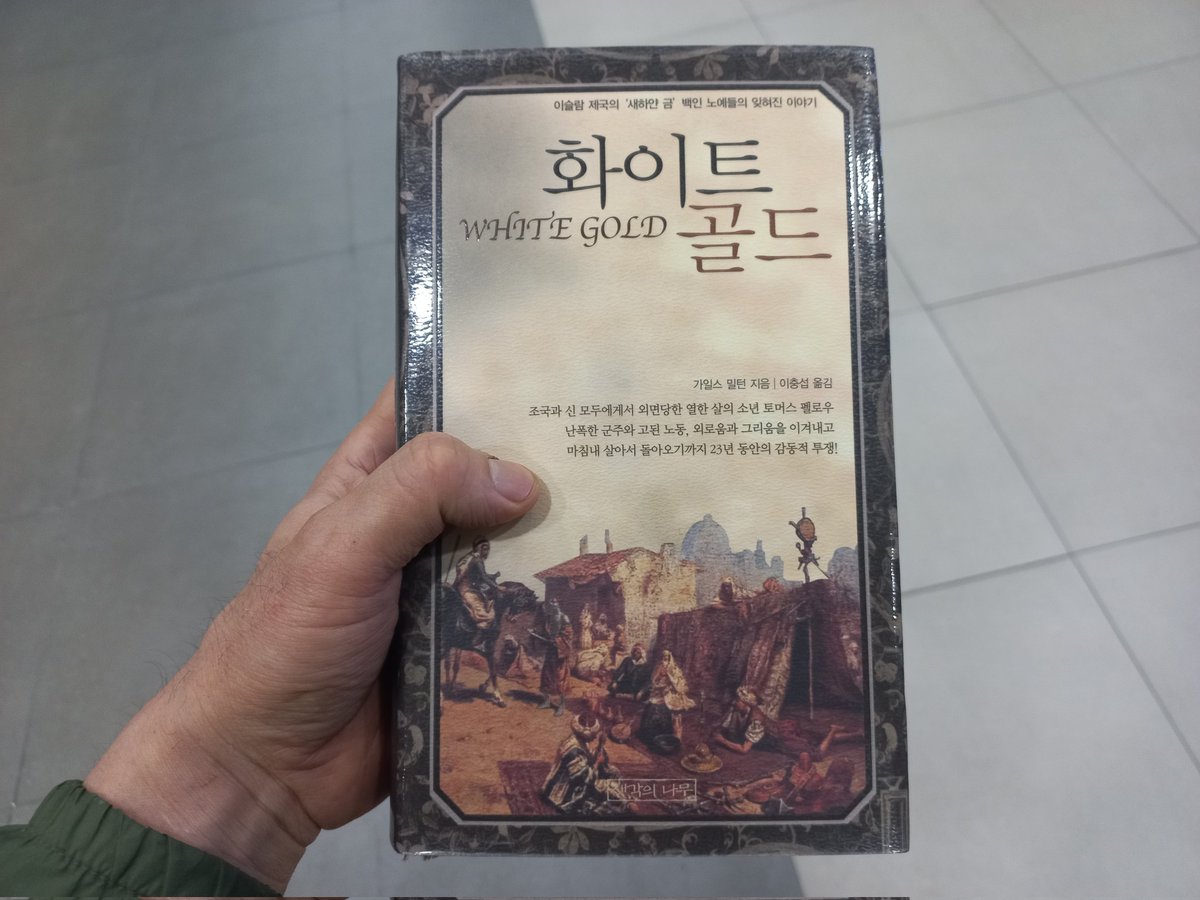 이슬람 제국의 '새하얀 금' 백인 노예들의 잊혀진 이야기
화이트
WHITE GOLD 골드
가일스 밀턴 지음 | 이충섭 옮김
조국과 신 모두에게서 외면당한 열한 살의 소년 토머스 펠로우
난폭한 군주와 고된 노동, 외로움과 그리움을 이겨내고
마침내 살아서 돌아오기까지 23년 동안의 감동적 투쟁!
생각의 나무